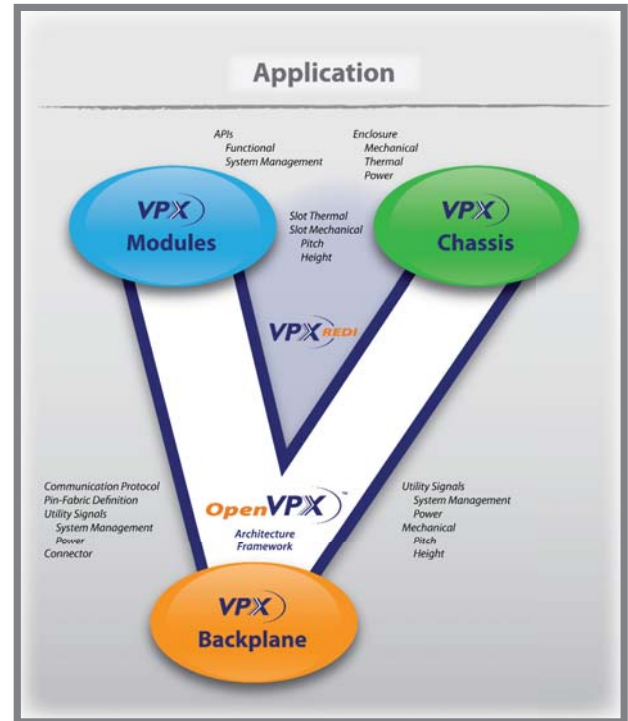 Application
APIs
Functional
System Management
Enclosure
Mechanical
Thermal
Power
VPX
Modules
Slot Thermal
Slot Mechanical
Pitch
Height
VPX
Chassis
VPX REDI
Communication Protocol
Pin-Fabric Definition
Utility Signals
System Management
Power
Connector
OpenVPX™
Architecture
Framework
Utility Signals
System Management
Power
Mechanical
Pitch
Height
VPX
Backplane